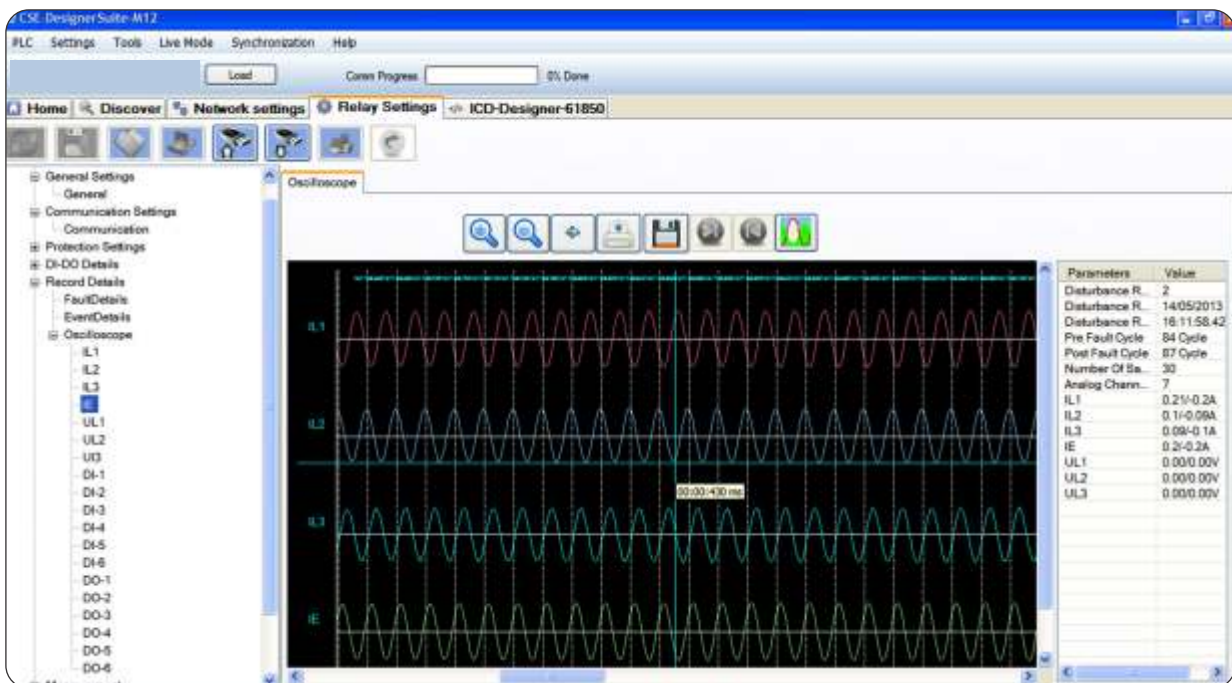 CSE-DesignerSuite-M12
PLC Settings Tools Live Mode Synchronization Help
Load Comm Progress 0% Done
Home Discover Network settings Relay Settings ICD-Designer-61850
General Settings
General
Communication Settings
Communication
Protection Settings
DI-DO Details
Record Details
FaultDetails
EventDetails
Oscilloscope
IL1
IL2
IL3
IE
UL1
UL2
Ul3
DI-1
DI-2
DI-3
DI-4
DI-5
DI-6
DO-1
DO-2
DO-3
DO-4
DO-5
DO-6
Oscilloscope
IL1
IL2
IL3
IE
00:00:430 ms
Parameters Value
Disturbance R... 2
Disturbance R... 14/05/2013
Disturbance R... 16:11:58.42
Pre Fault Cycle 84 Cycle
Post Fault Cycle 87 Cycle
Number Of Sa... 30
Analog Chann... 7
IL1 0.21/-0.2A
IL2 0.1/-0.09A
IL3 0.09/-0.1A
IE 0.2/-0.2A
UL1 0.00/0.00V
UL2 0.00/0.00V
UL3 0.00/0.00V